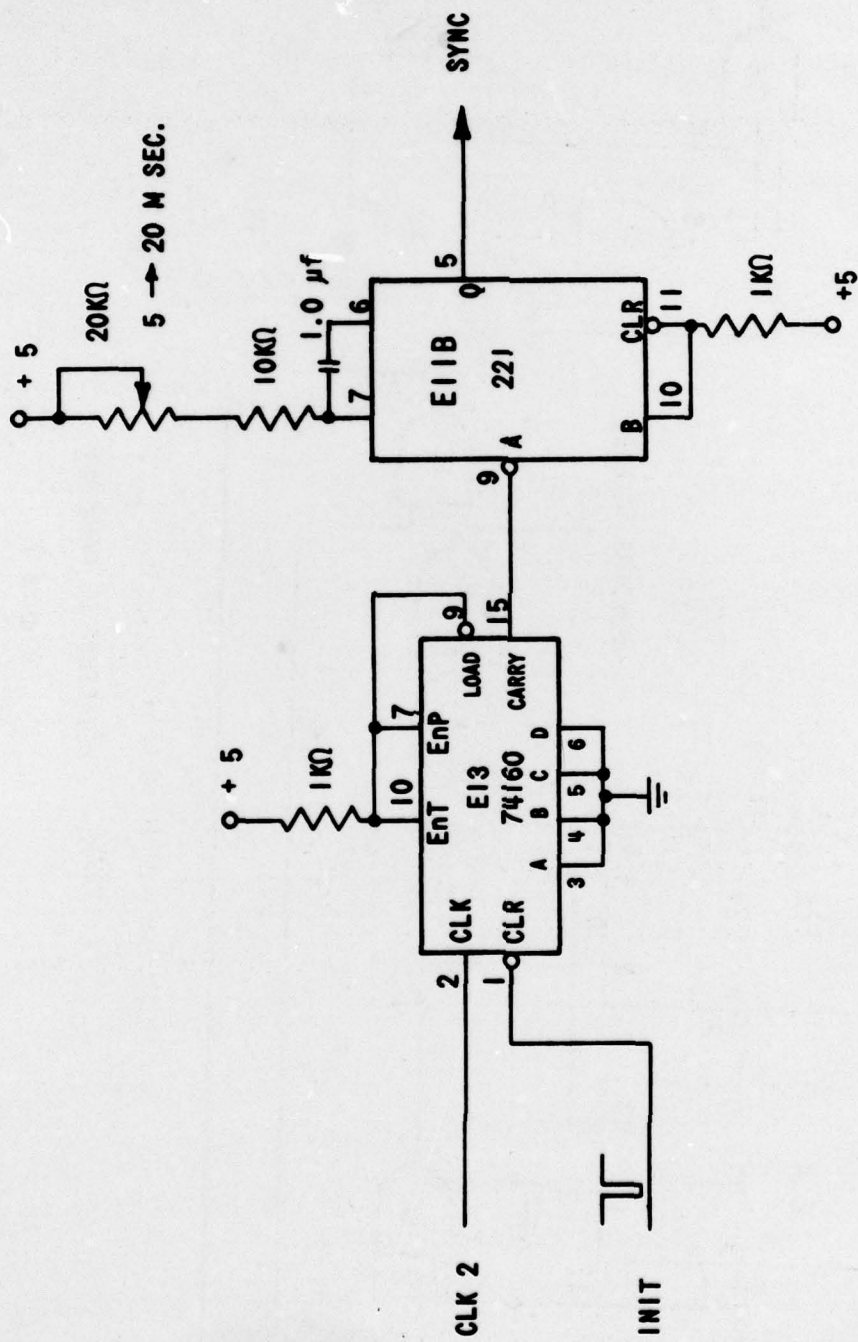 + 5
20KΩ
5 → 20 M SEC.
10KΩ
1.0 µf
7
6
E11B
221
A
9
Q
5
SYNC
B
CLR
10
11
1KΩ
+5
+ 5
1KΩ
10
7
EnT
EnP
9
LOAD
E13
74160
CARRY
15
CLK
CLR
2
1
A
B
C
D
3
4
5
6
CLK 2
INIT